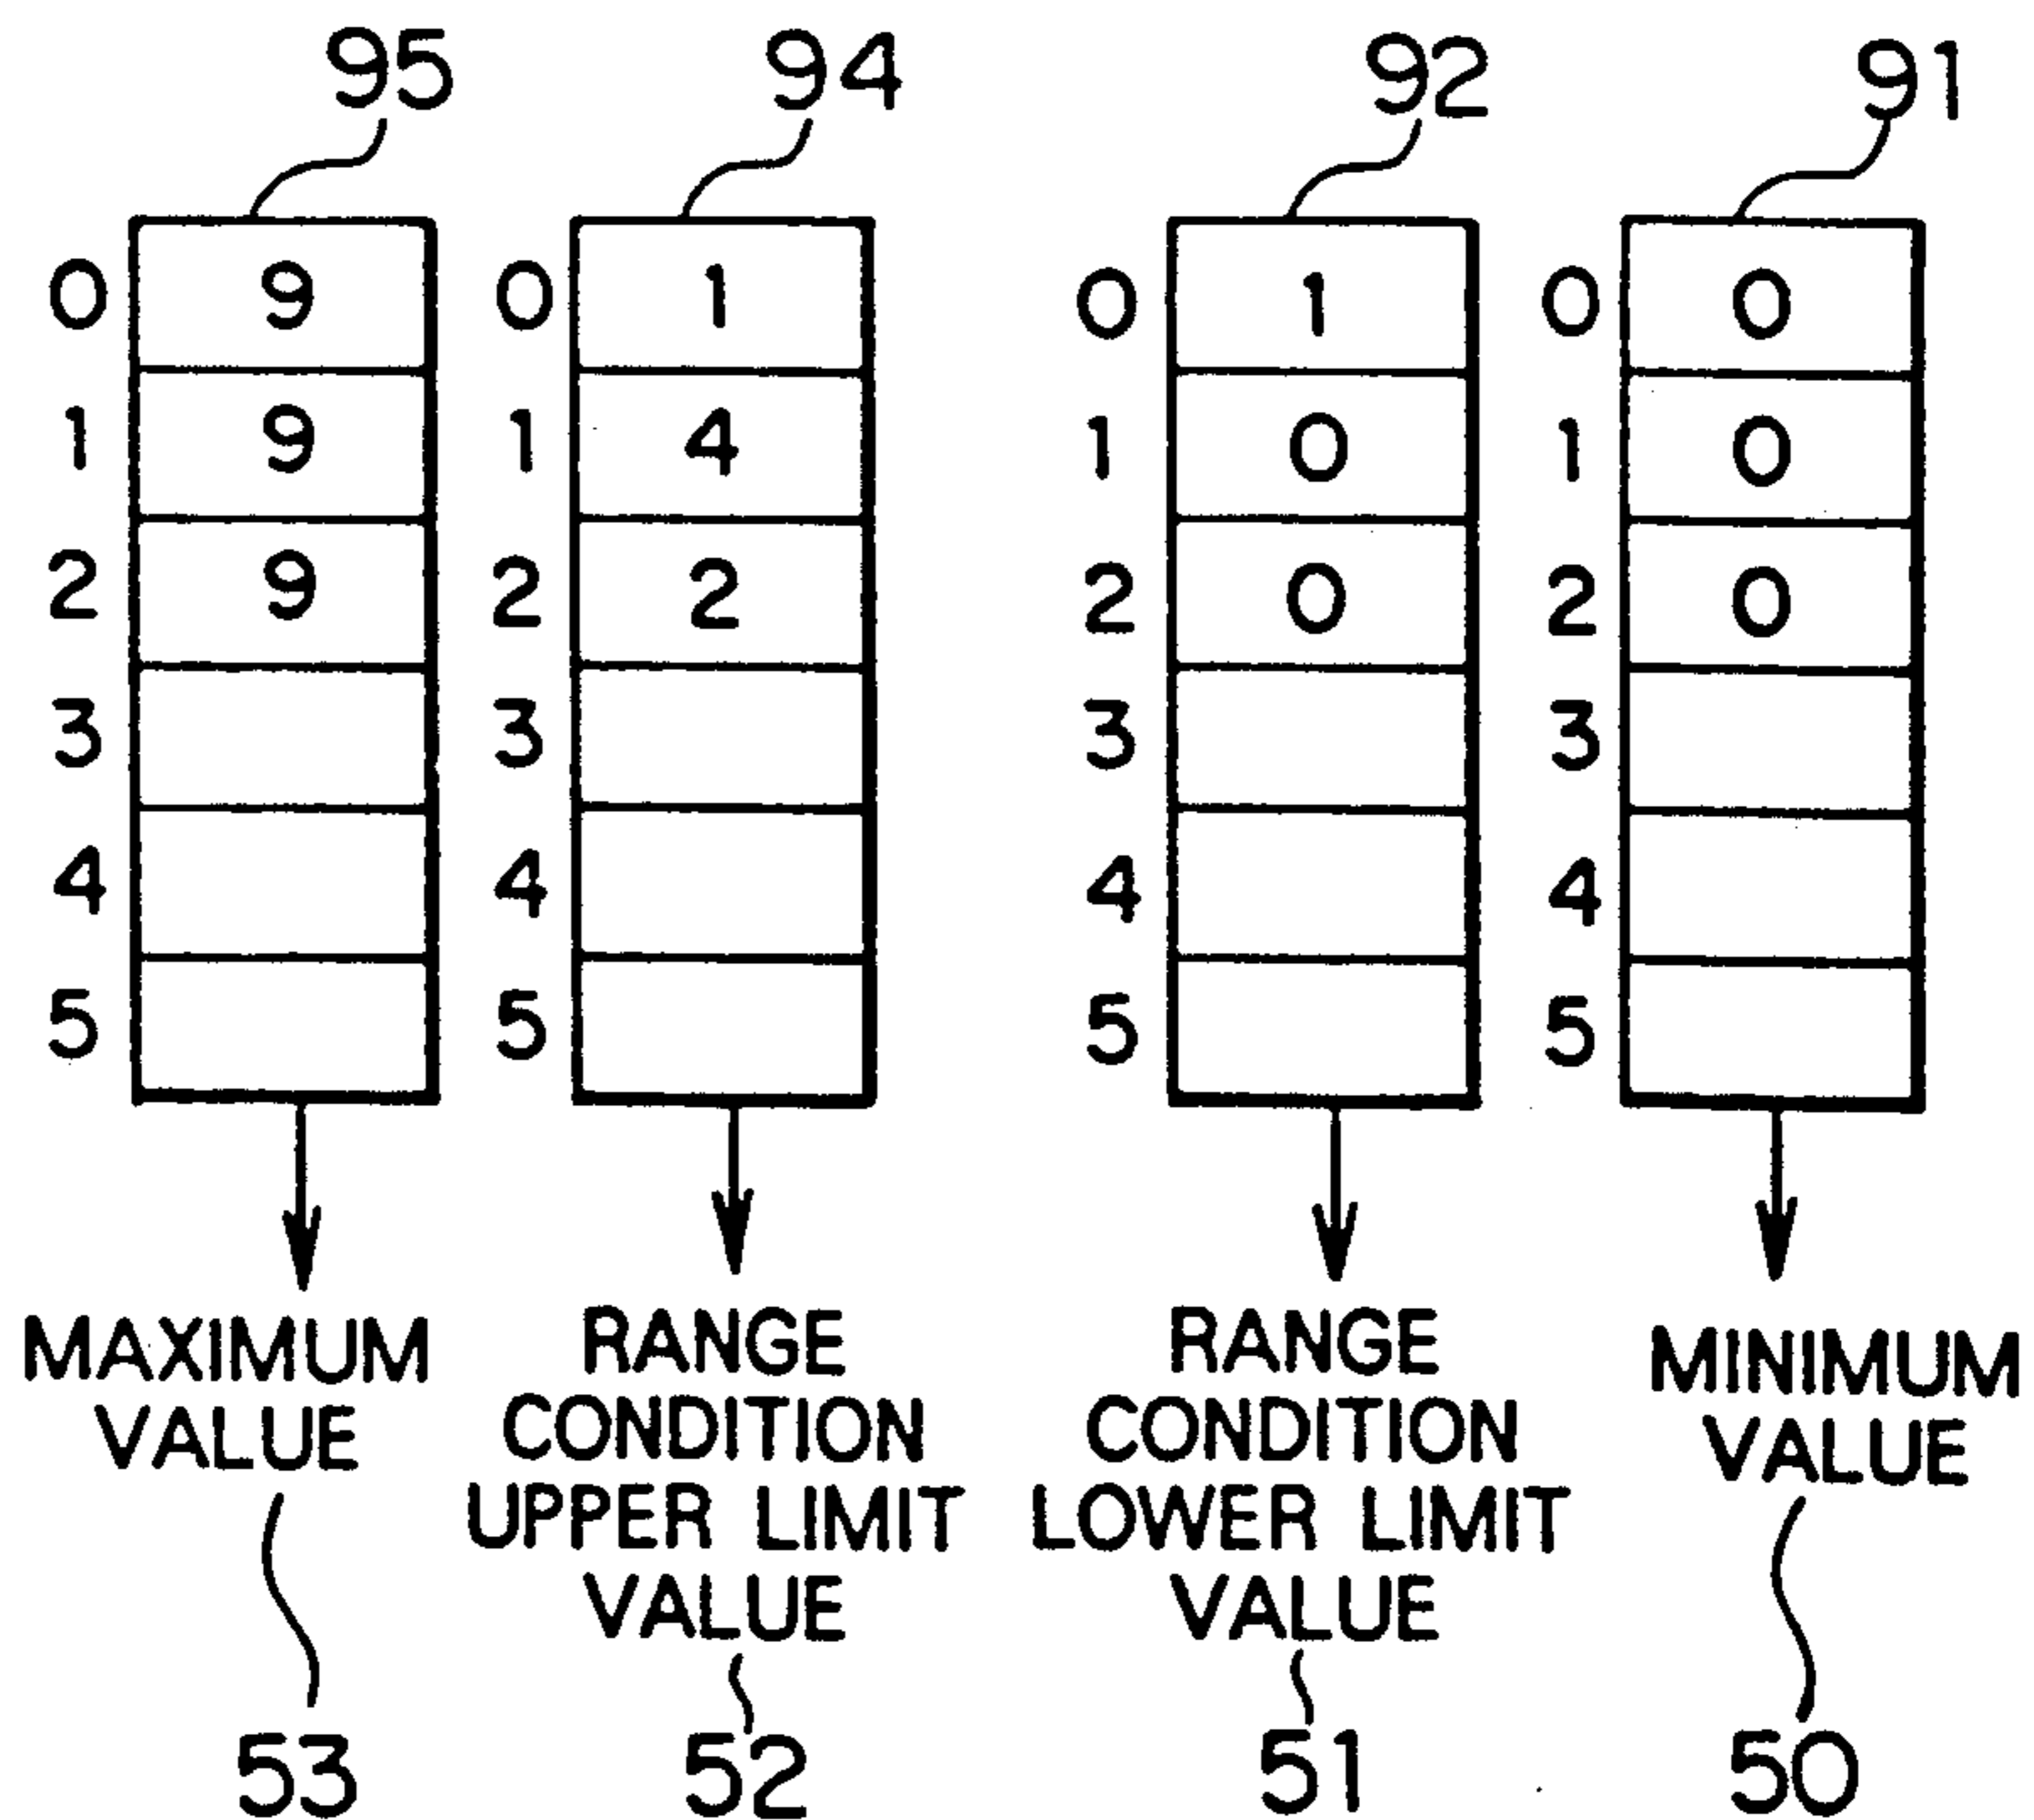 95 94 92 91
0 9 0 1 0 1 0 0
1 9 1 4 1 0 1 0
2 9 2 2 2 0 2 0
3 3 3 3
4 4 4 4
5 5 5 5
MAXIMUM VALUE
RANGE CONDITION UPPER LIMIT VALUE
RANGE CONDITION LOWER LIMIT VALUE
MINIMUM VALUE
53 52 51 50